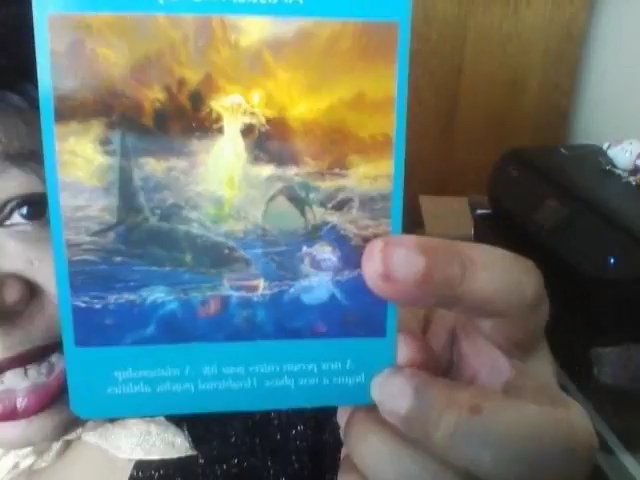 A new person enters your life. A relationship
begins a new phase. Heightened psychic abilities